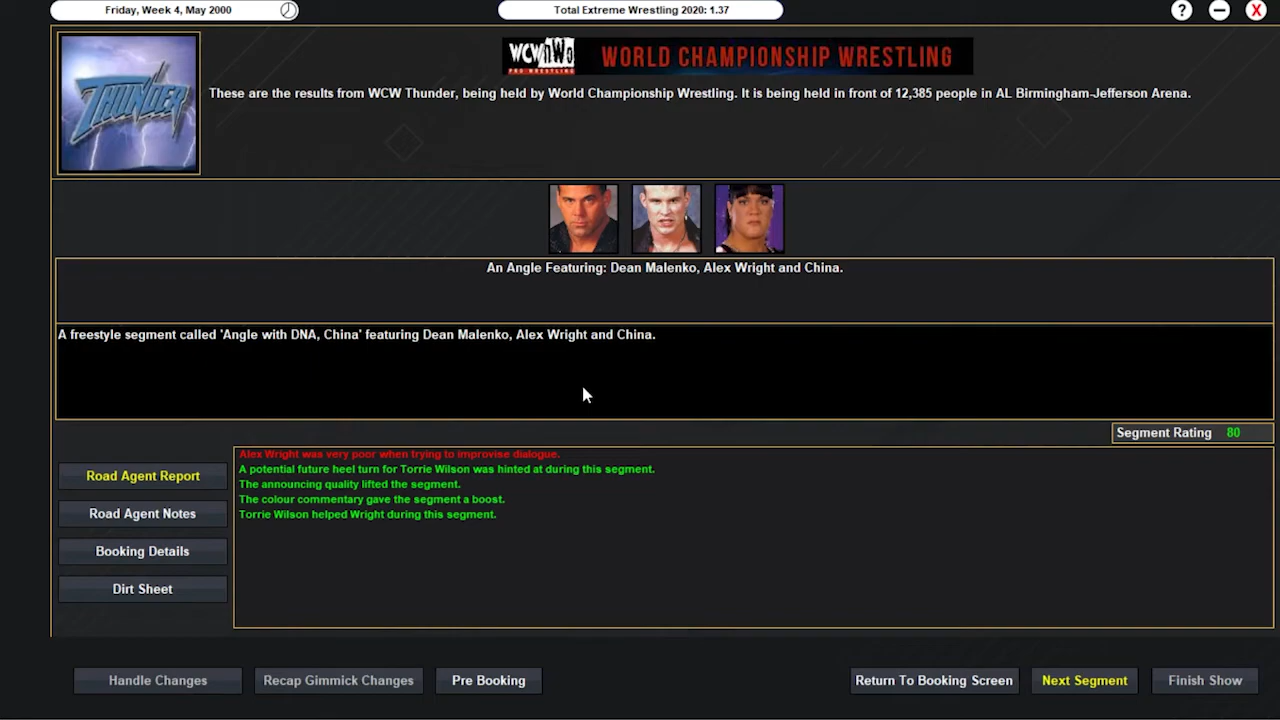 Friday, Week 4, May 2000
Total Extreme Wrestling 2020: 1.37
?
X
THUNDER
WCW nWo
PRO WRESTLING
WORLD CHAMPIONSHIP WRESTLING
These are the results from WCW Thunder, being held by World Championship Wrestling. It is being held in front of 12,385 people in AL Birmingham-Jefferson Arena.
An Angle Featuring: Dean Malenko, Alex Wright and China.
A freestyle segment called 'Angle with DNA, China' featuring Dean Malenko, Alex Wright and China.
Segment Rating 80
Road Agent Report
Road Agent Notes
Booking Details
Dirt Sheet
Alex Wright was very poor when trying to improvise dialogue.
A potential future heel turn for Torrie Wilson was hinted at during this segment.
The announcing quality lifted the segment.
The colour commentary gave the segment a boost.
Torrie Wilson helped Wright during this segment.
Handle Changes
Recap Gimmick Changes
Pre Booking
Return To Booking Screen
Next Segment
Finish Show